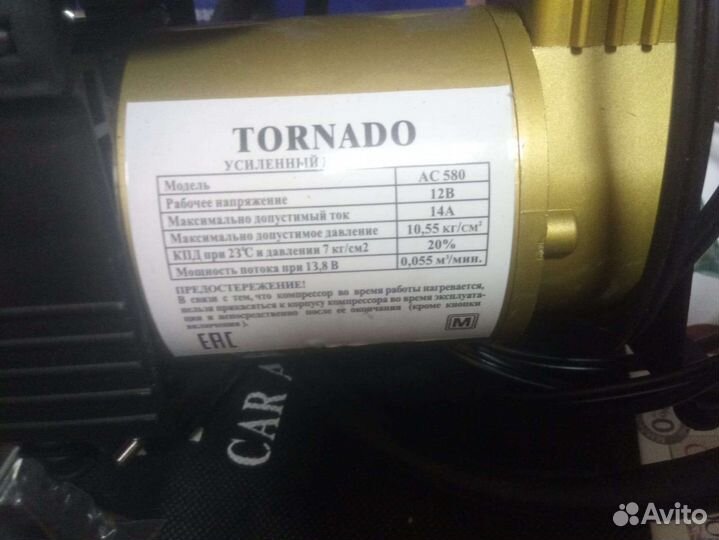 TORNADO
УСИЛЕННЫЙ
Модель AC 580
Рабочее напряжение 12В
Максимально допустимый ток 14А
Максимально допустимое давление 10,55 кг/см²
КПД при 23℃ и давлении 7 кг/см2 20%
Мощность потока при 13,8 В 0,055 м³/мин.
ПРЕДОСТЕРЕЖЕНИЕ!
В связи с тем, что компрессор во время работы нагревается,
нельзя прикасаться к корпусу компрессора во время эксплуата-
ции и непосредственно после ее окончания (кроме кнопки
включения ).
EAC
M
CAR A
Avito